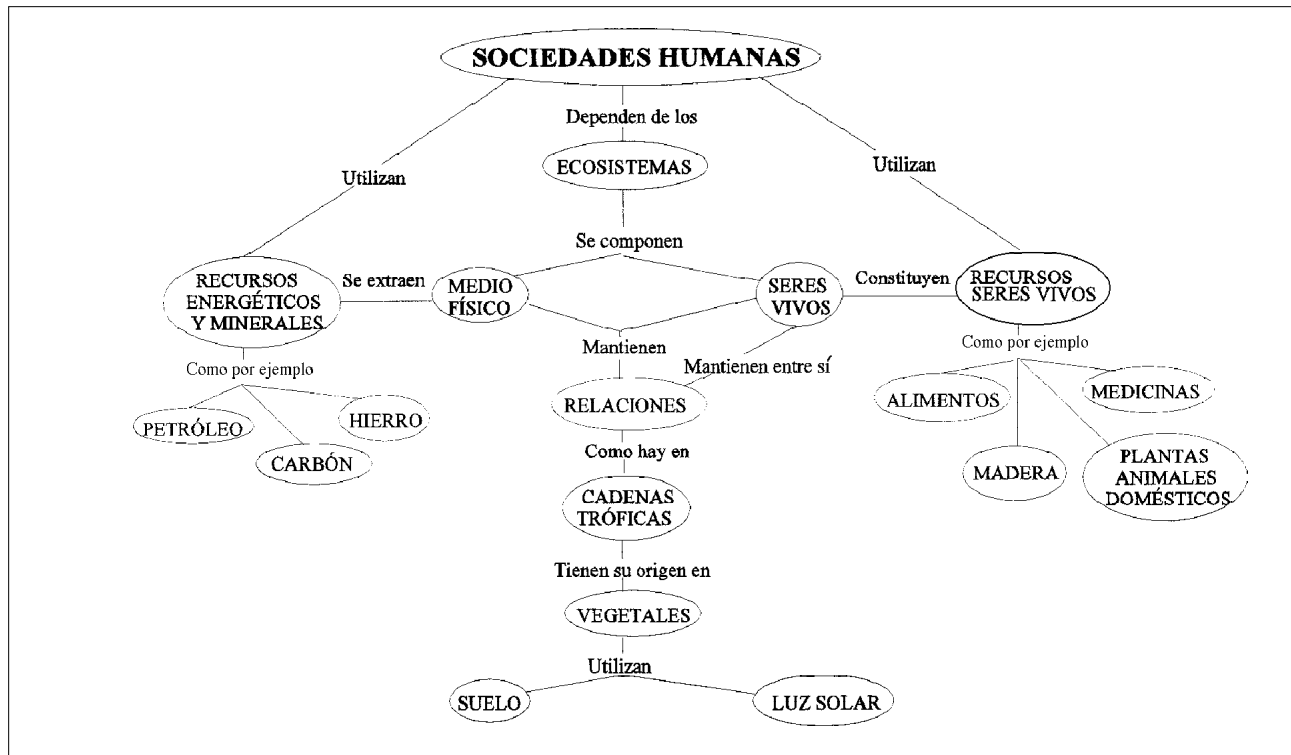 SOCIEDADES HUMANAS
Dependen de los
ECOSISTEMAS
Utilizan
Utilizan
Se componen
RECURSOS
ENERGÉTICOS
Y MINERALES
Se extraen
MEDIO
FÍSICO
SERES
VIVOS
Constituyen
RECURSOS
SERES VIVOS
Como por ejemplo
PETRÓLEO
CARBÓN
HIERRO
Mantienen
Mantienen entre sí
RELACIONES
Como por ejemplo
ALIMENTOS
MADERA
MEDICINAS
PLANTAS
ANIMALES
DOMÉSTICOS
Como hay en
CADENAS
TRÓFICAS
Tienen su origen en
VEGETALES
Utilizan
SUELO
LUZ SOLAR